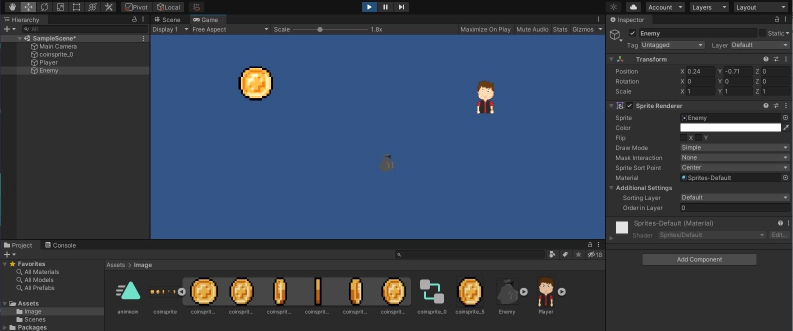 Pivot Local Account Layers Layout
Hierarchy Scene Game Inspector
All Display 1 Free Aspect Scale 1.8x Maximize On Play Mute Audio Stats Gizmos Enemy Static
SampleScene*
Main Camera Tag Untagged Layer Default
coinsprite_0
Player Transform
Enemy Position X 0.24 Y -0.71 Z 0
Rotation X 0 Y 0 Z 0
Scale X 1 Y 1 Z 1
Sprite Renderer
Sprite Enemy
Color
Flip X Y
Draw Mode Simple
Mask Interaction None
Sprite Sort Point Center
Material Sprites-Default
Additional Settings
Sorting Layer Default
Order in Layer 0
Sprites-Default (Material)
Shader Sprites/Default Edit...
Project Console
Add Component
18
Favorites Assets > Image
All Materials
All Models
All Prefabs
Assets
Image animkoin coinsprite coinsprit... coinsprit... coinsprit... coinsprit... coinsprit... coinsprit... coinsprite_0 coinsprite_5 Enemy Player
Scenes
Packages